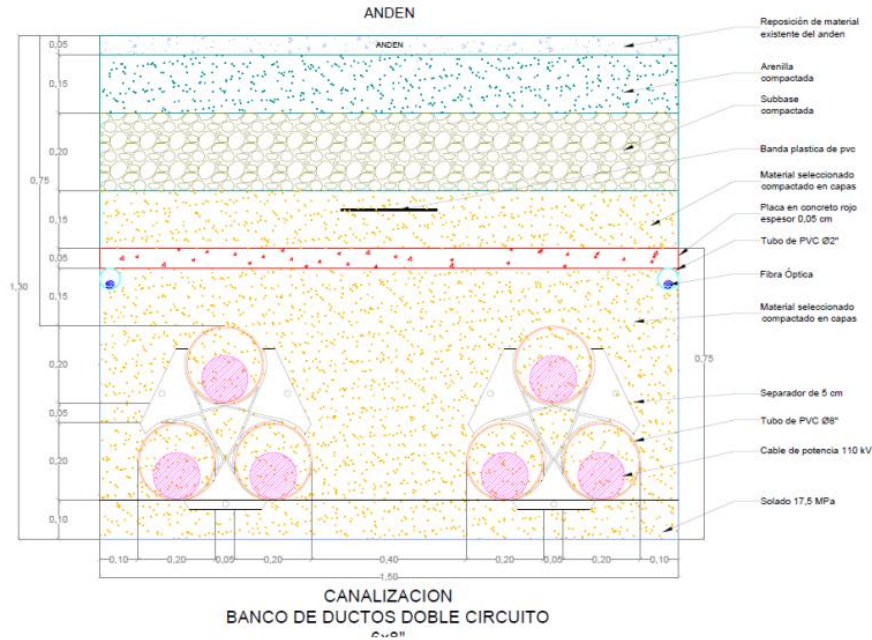 ANDEN
Reposición de material
existente del anden
ANDEN
Arenilla
compactada
Subbase
compactada
Banda plastica de pvc
Material seleccionado
compactado en capas
Placa en concreto rojo
espesor 0,05 cm
Tubo de PVC Ø2"
Fibra Óptica
Material seleccionado
compactado en capas
Separador de 5 cm
Tubo de PVC Ø8"
Cable de potencia 110 kV
Solado 17,5 MPa
0,05
0,15
0,20
0,15
0,05
0,15
0,20
0,05
0,20
0,10
0,75
1,30
0,75
0,10
0,20
0,05
0,20
0,40
0,20
0,05
0,20
0,10
1,50
CANALIZACION
BANCO DE DUCTOS DOBLE CIRCUITO
6x8"